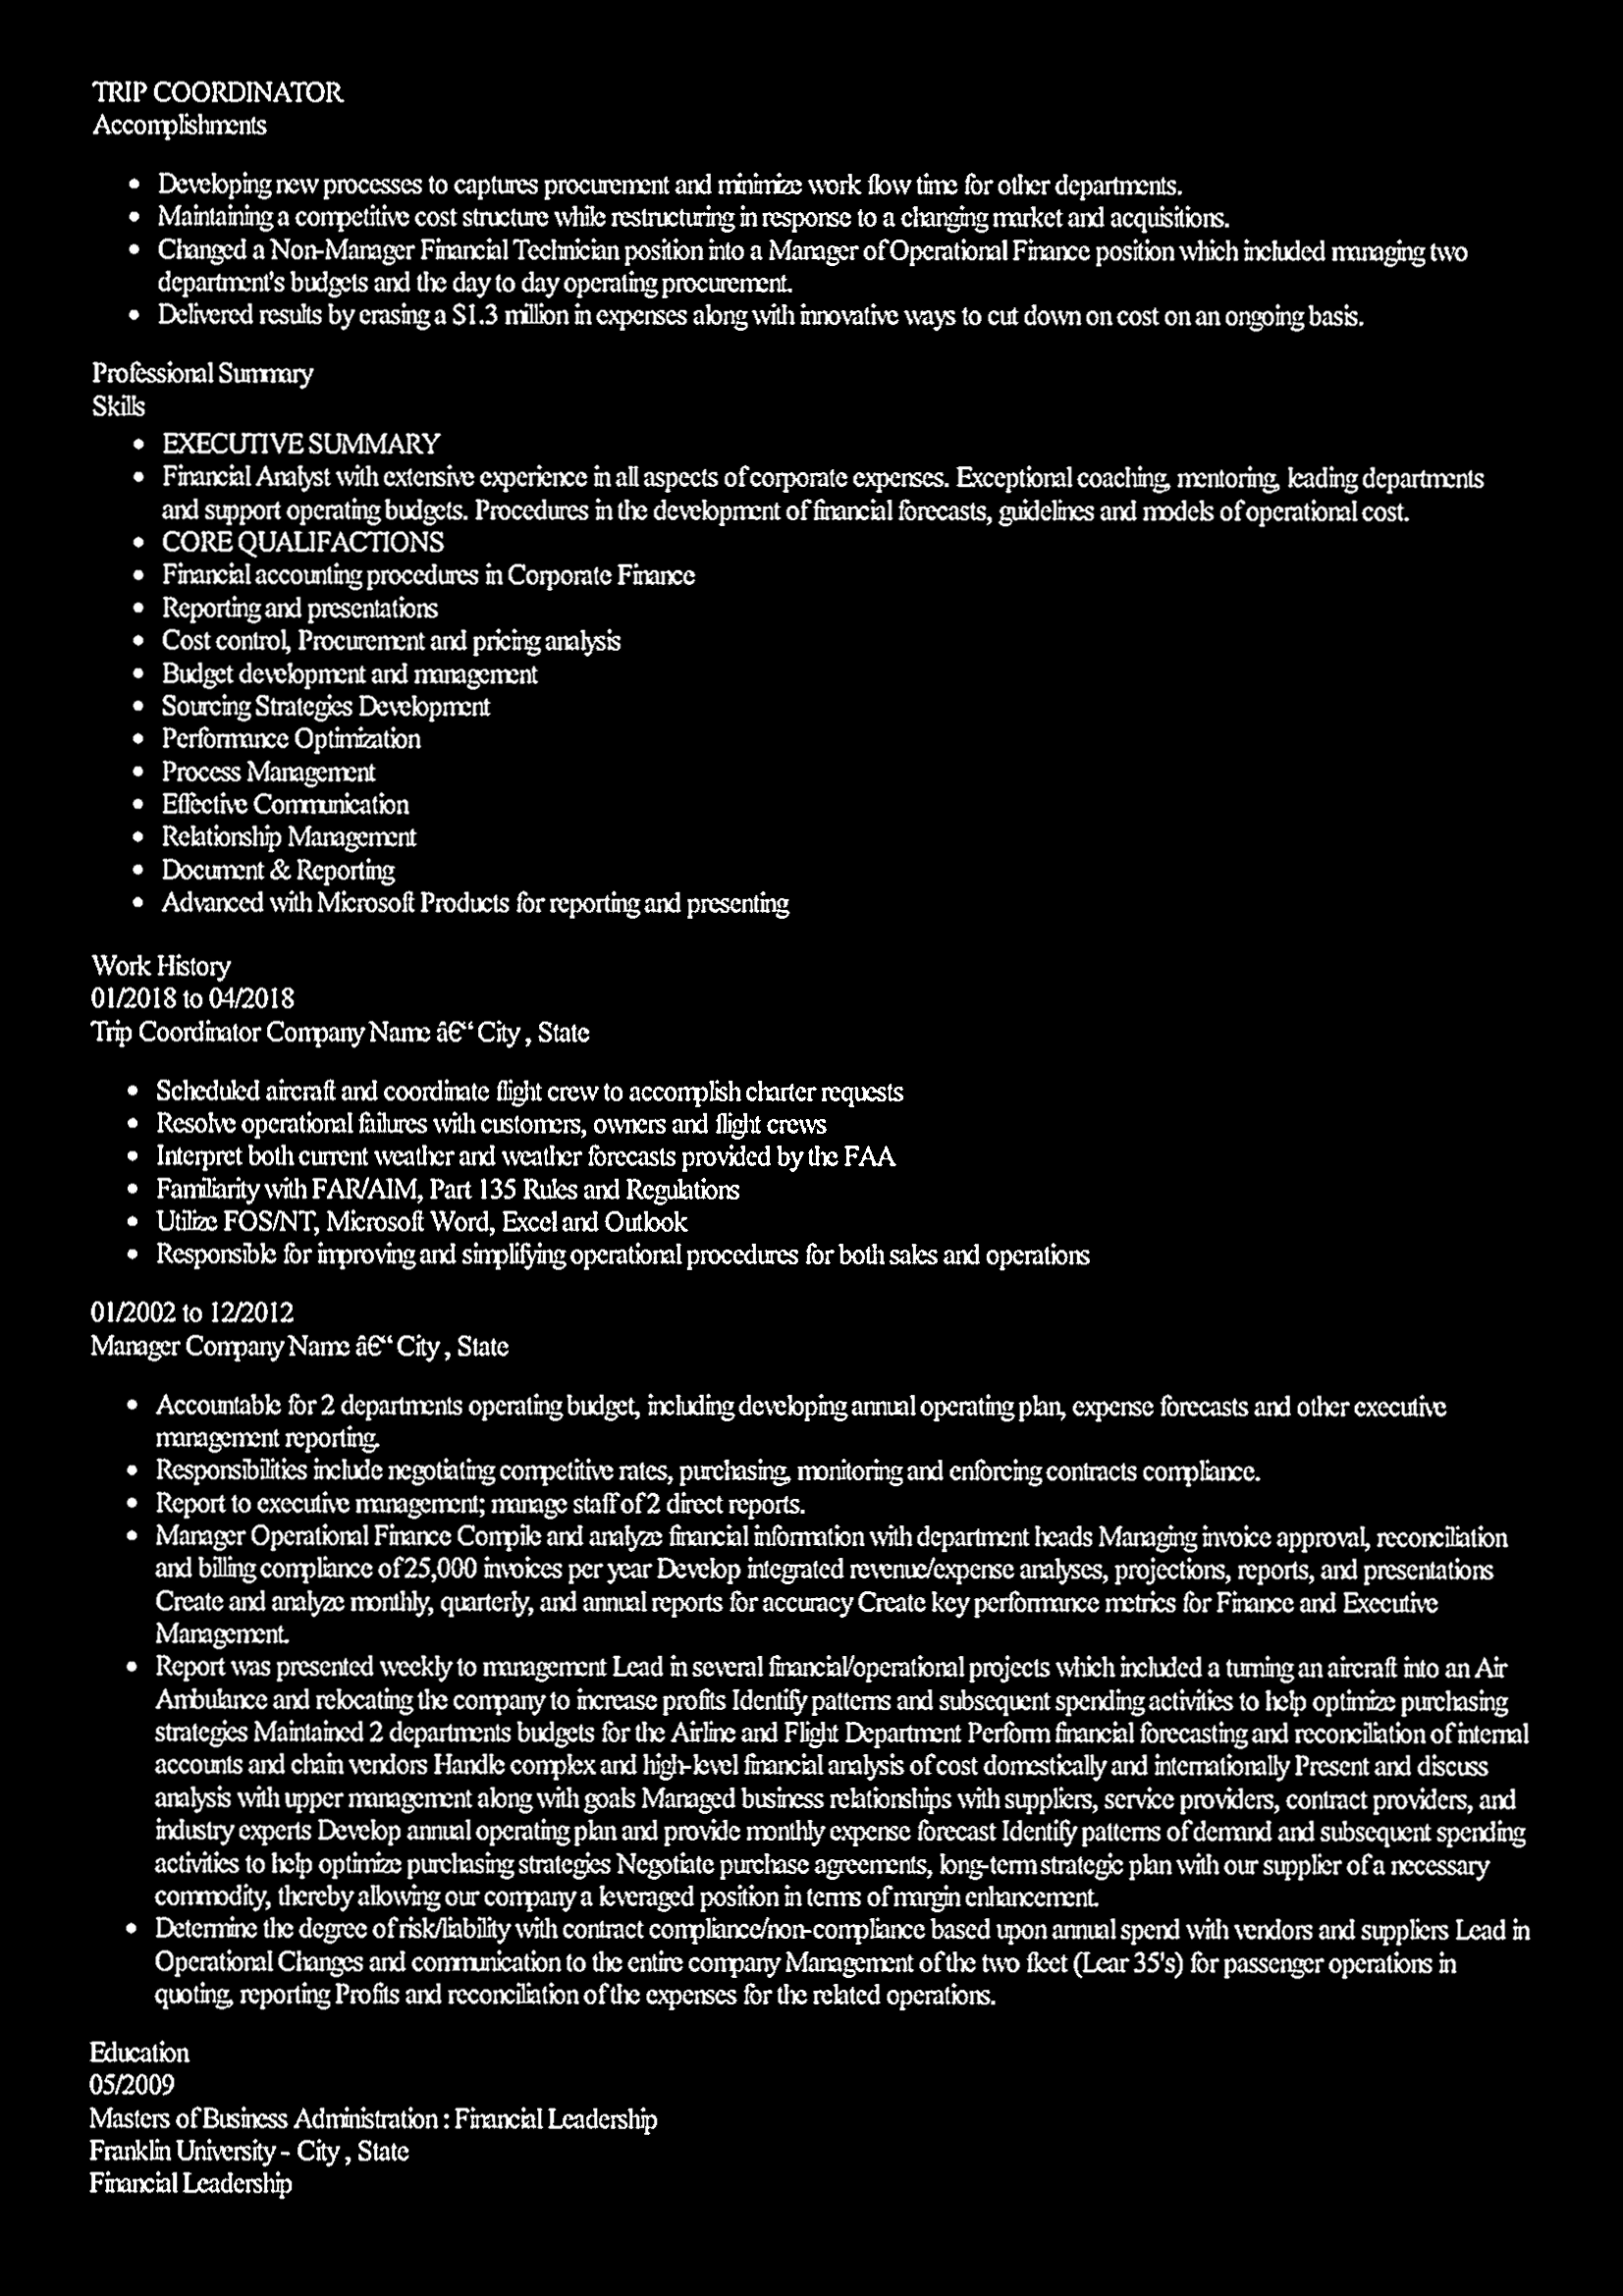 TRIP COORDINATOR
Accomplishments
• Developing new processes to captures procurement and minimize work flow time for other departments.
• Maintaining a competitive cost structure while restructuring in response to a changing market and acquisitions.
• Changed a Non-Manager Financial Technician position into a Manager of Operational Finance position which included managing two
department's budgets and the day to day operating procurement.
• Delivered results by erasing a $1.3 million in expenses along with innovative ways to cut down on cost on an ongoing basis.
Professional Summary
Skills
• EXECUTIVE SUMMARY
• Financial Analyst with extensive experience in all aspects of corporate expenses. Exceptional coaching, mentoring, leading departments
and support operating budgets. Procedures in the development of financial forecasts, guidelines and models of operational cost.
• CORE QUALIFACTIONS
• Financial accounting procedures in Corporate Finance
• Reporting and presentations
• Cost control, Procurement and pricing analysis
• Budget development and management
• Sourcing Strategies Development
• Performance Optimization
• Process Management
• Effective Communication
• Relationship Management
• Document & Reporting
• Advanced with Microsoft Products for reporting and presenting
Work History
01/2018 to 04/2018
Trip Coordinator Company Name â€“ City , State
• Scheduled aircraft and coordinate flight crew to accomplish charter requests
• Resolve operational failures with customers, owners and flight crews
• Interpret both current weather and weather forecasts provided by the FAA
• Familiarity with FAR/AIM, Part 135 Rules and Regulations
• Utilize FOS/NT, Microsoft Word, Excel and Outlook
• Responsible for improving and simplifying operational procedures for both sales and operations
01/2002 to 12/2012
Manager Company Name â€“ City , State
• Accountable for 2 departments operating budget, including developing annual operating plan, expense forecasts and other executive
management reporting.
• Responsibilities include negotiating competitive rates, purchasing, monitoring and enforcing contracts compliance.
• Report to executive management; manage staff of 2 direct reports.
• Manager Operational Finance Compile and analyze financial information with department heads Managing invoice approval, reconciliation
and billing compliance of 25,000 invoices per year Develop integrated revenue/expense analyses, projections, reports, and presentations
Create and analyze monthly, quarterly, and annual reports for accuracy Create key performance metrics for Finance and Executive
Management.
• Report was presented weekly to management Lead in several financial/operational projects which included a turning an aircraft into an Air
Ambulance and relocating the company to increase profits Identify patterns and subsequent spending activities to help optimize purchasing
strategies Maintained 2 departments budgets for the Airline and Flight Department Perform financial forecasting and reconciliation of internal
accounts and chain vendors Handle complex and high-level financial analysis of cost domestically and internationally Present and discuss
analysis with upper management along with goals Managed business relationships with suppliers, service providers, contract providers, and
industry experts Develop annual operating plan and provide monthly expense forecast Identify patterns of demand and subsequent spending
activities to help optimize purchasing strategies Negotiate purchase agreements, long-term strategic plan with our supplier of a necessary
commodity, thereby allowing our company a leveraged position in terms of margin enhancement.
• Determine the degree of risk/liability with contract compliance/non-compliance based upon annual spend with vendors and suppliers Lead in
Operational Changes and communication to the entire company Management of the two fleet (Lear 35's) for passenger operations in
quoting, reporting Profits and reconciliation of the expenses for the related operations.
Education
05/2009
Masters of Business Administration : Financial Leadership
Franklin University - City , State
Financial Leadership